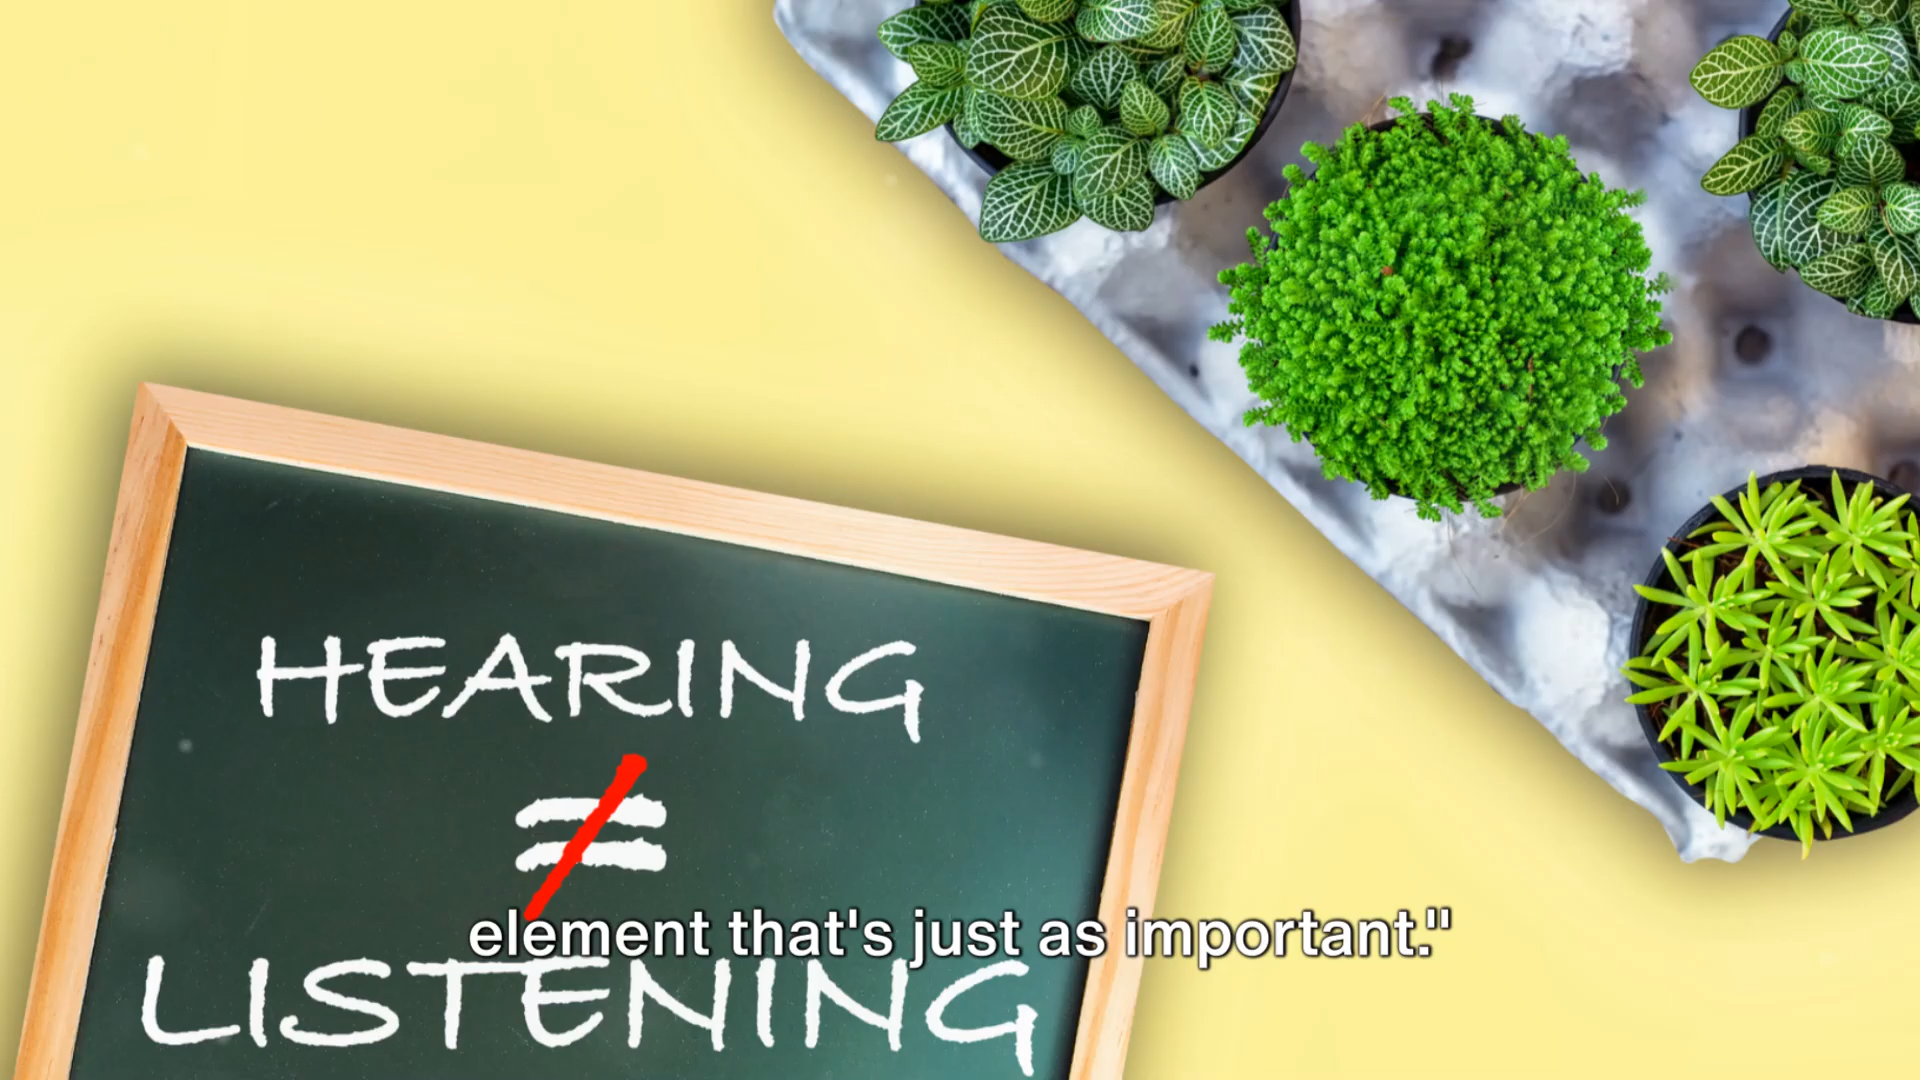 HEARING
≠
LISTENING
element that's just as important."